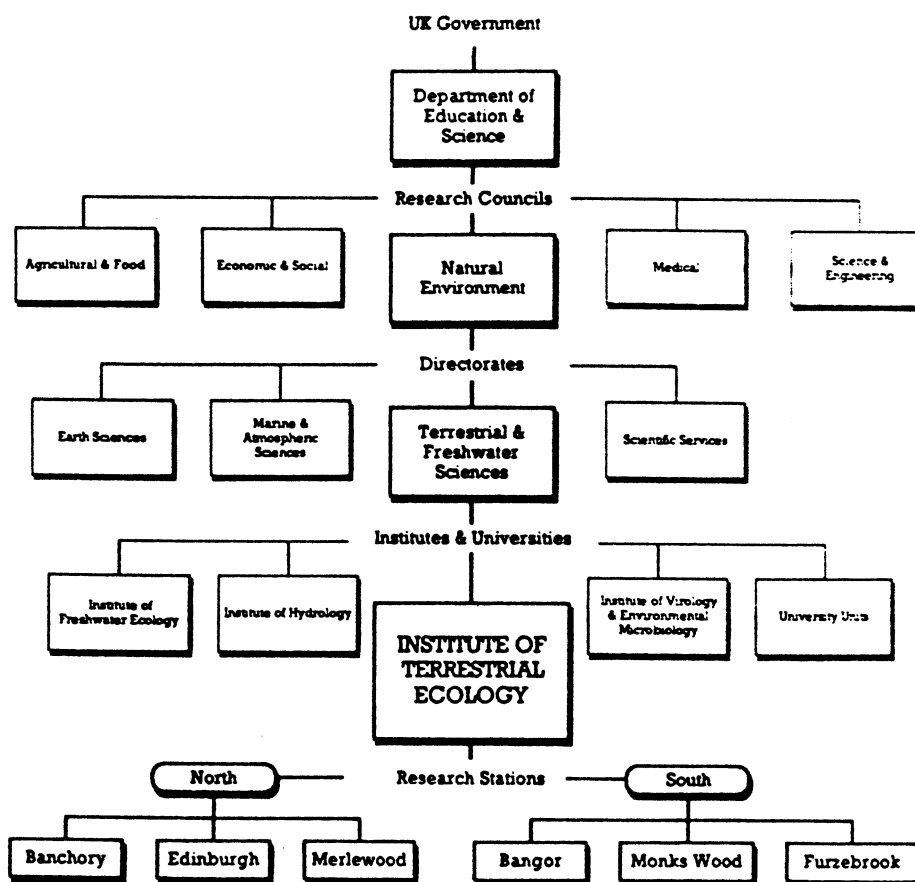 UK Government
Department of
Education &
Science
Research Councils
Agricultural & Food
Economic & Social
Natural
Environment
Medical
Science &
Engineering
Directorates
Earth Sciences
Marine &
Atmospheric
Sciences
Terrestrial &
Freshwater
Sciences
Scientific Services
Institutes & Universities
Institute of
Freshwater Ecology
Institute of Hydrology
INSTITUTE OF
TERRESTRIAL
ECOLOGY
Institute of Virology
& Environmental
Microbiology
University Units
North
Research Stations
South
Banchory
Edinburgh
Merlewood
Bangor
Monks Wood
Furzebrook